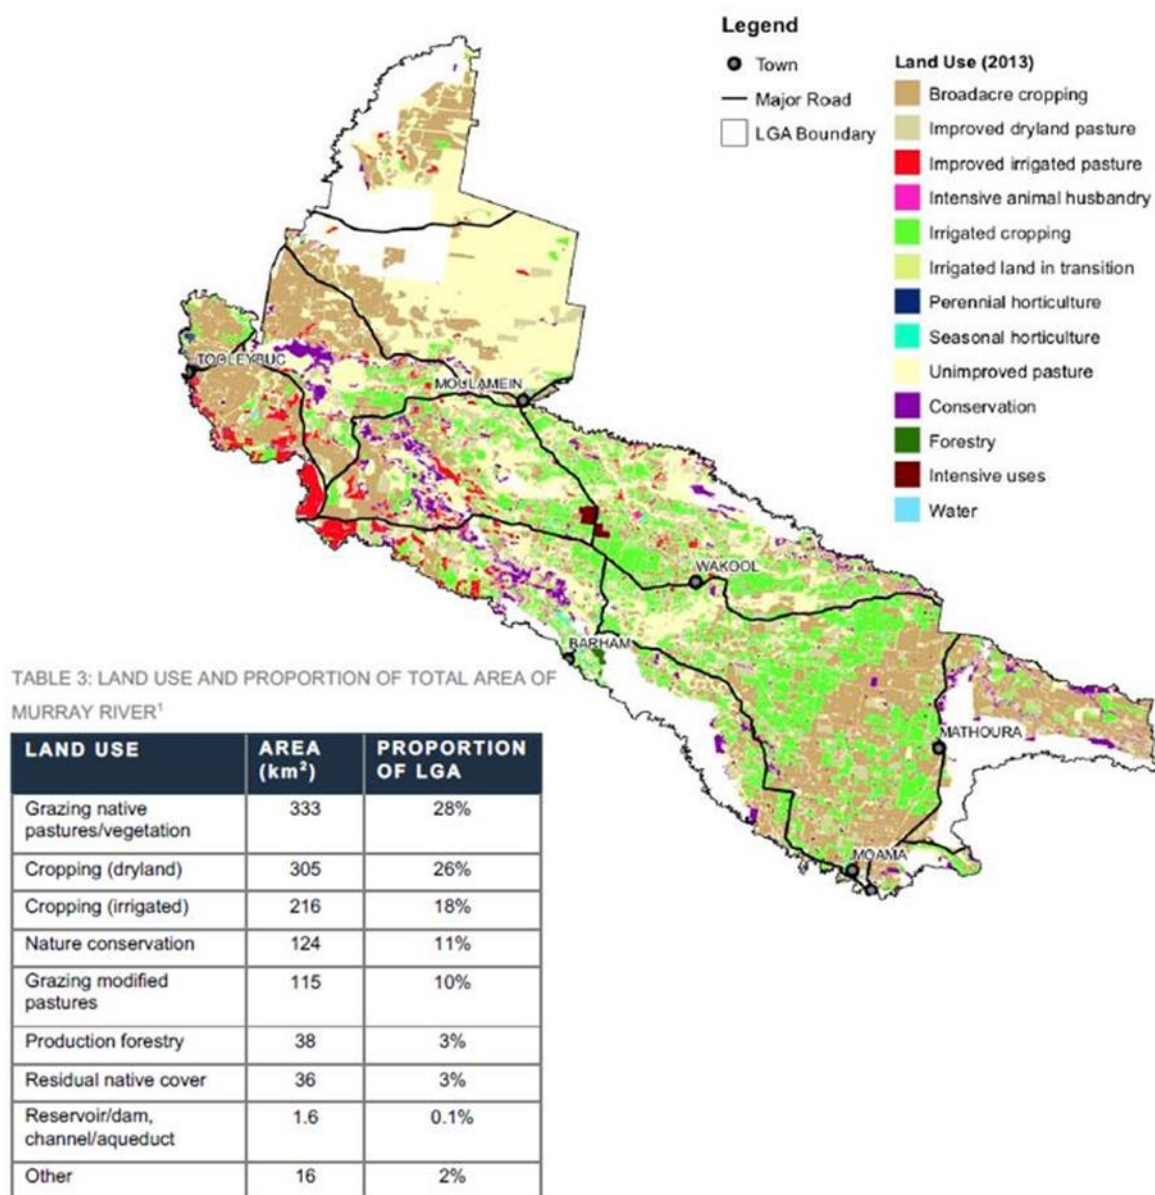 Legend
Town
Major Road
LGA Boundary
Land Use (2013)
Broadacre cropping
Improved dryland pasture
Improved irrigated pasture
Intensive animal husbandry
Irrigated cropping
Irrigated land in transition
Perennial horticulture
Seasonal horticulture
Unimproved pasture
Conservation
Forestry
Intensive uses
Water
TOOLEYBUC
MOULAMEIN
WAKOOL
BARHAM
MATHOURA
MOAMA
TABLE 3: LAND USE AND PROPORTION OF TOTAL AREA OF
MURRAY RIVER¹
LAND USE AREA PROPORTION
(km²) OF LGA
Grazing native 333 28%
pastures/vegetation
Cropping (dryland) 305 26%
Cropping (irrigated) 216 18%
Nature conservation 124 11%
Grazing modified 115 10%
pastures
Production forestry 38 3%
Residual native cover 36 3%
Reservoir/dam, 1.6 0.1%
channel/aqueduct
Other 16 2%